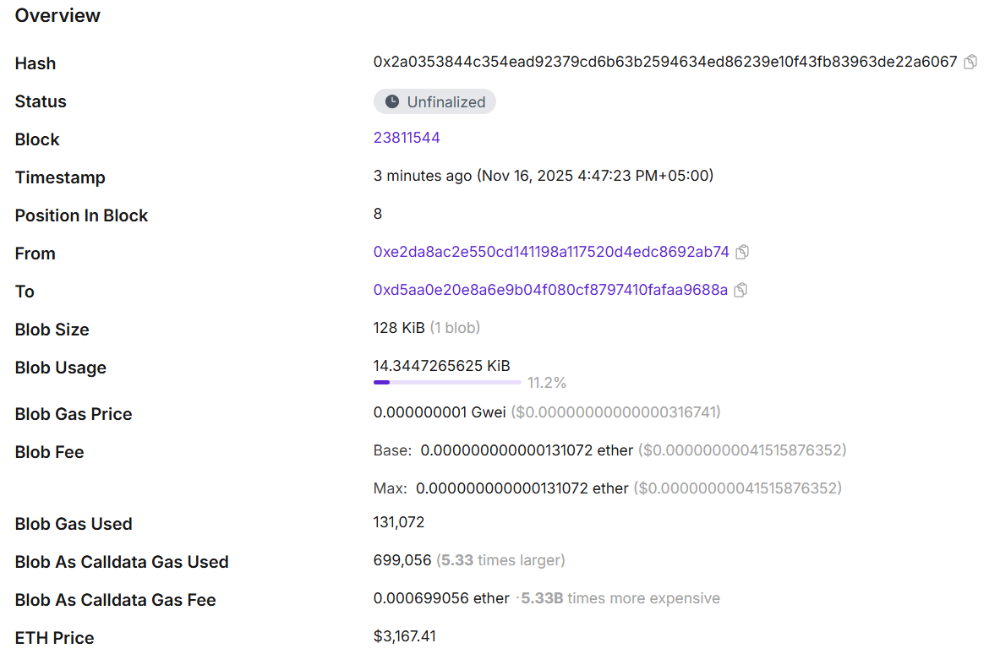 Overview
Hash 0x2a0353844c354ead92379cd6b63b2594634ed86239e10f43fb83963de22a6067
Status Unfinalized
Block 23811544
Timestamp 3 minutes ago (Nov 16, 2025 4:47:23 PM+05:00)
Position In Block 8
From 0xe2da8ac2e550cd141198a117520d4edc8692ab74
To 0xd5aa0e20e8a6e9b04f080cf8797410fafaa9688a
Blob Size 128 KiB (1 blob)
Blob Usage 14.3447265625 KiB
11.2%
Blob Gas Price 0.000000001 Gwei ($0.00000000000000316741)
Blob Fee Base: 0.000000000000131072 ether ($0.00000000041515876352)
Max: 0.000000000000131072 ether ($0.00000000041515876352)
Blob Gas Used 131,072
Blob As Calldata Gas Used 699,056 (5.33 times larger)
Blob As Calldata Gas Fee 0.000699056 ether ·5.33B times more expensive
ETH Price $3,167.41